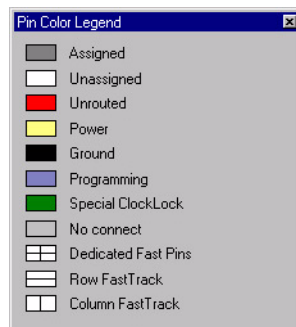 Pin Color Legend
Assigned
Unassigned
Unrouted
Power
Ground
Programming
Special ClockLock
No connect
Dedicated Fast Pins
Row FastTrack
Column FastTrack